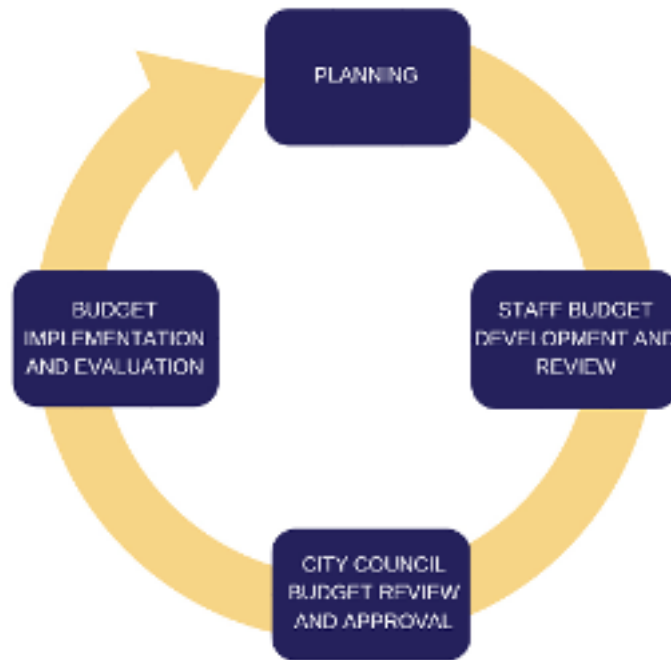 PLANNING
STAFF BUDGET
DEVELOPMENT AND
REVIEW
CITY COUNCIL
BUDGET REVIEW
AND APPROVAL
BUDGET
IMPLEMENTATION
AND EVALUATION